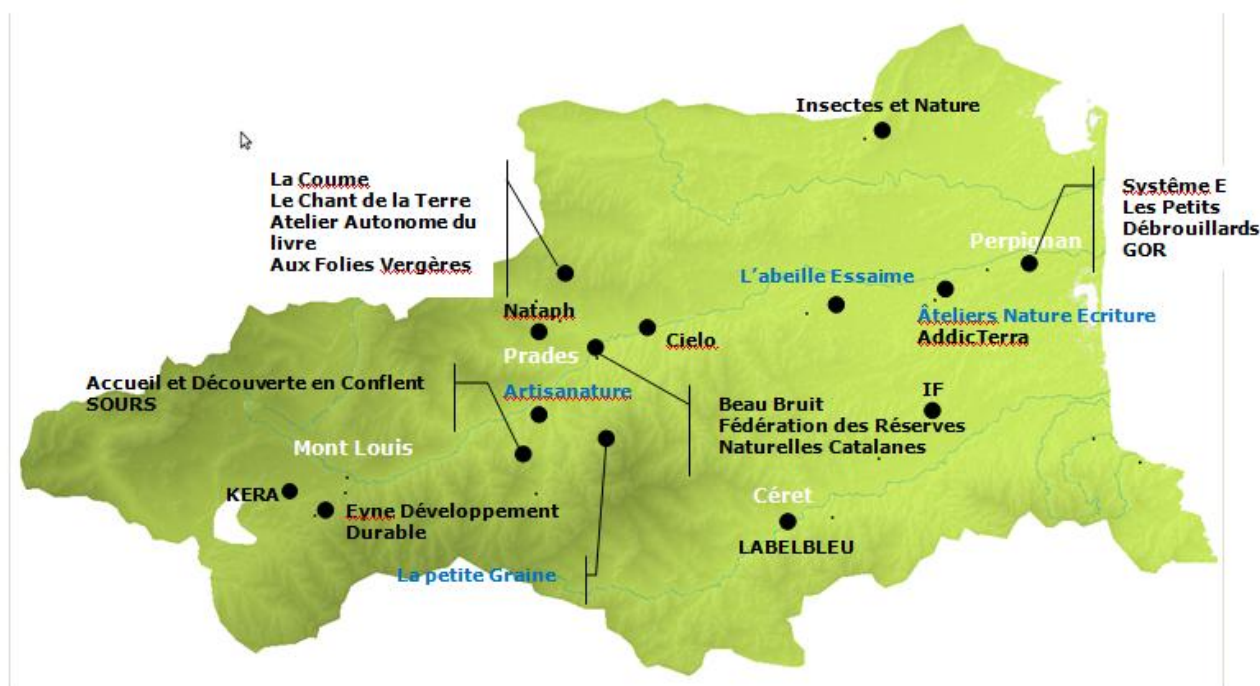 Insectes et Nature
La Coume
Le Chant de la Terre
Atelier Autonome du
livre
Aux Folies Vergères
Systême E
Les Petits
Débrouillards
GOR
Perpignan
L'abeille Essaime
Âteliers Nature Ecriture
AddicTerra
Nataph
Cielo
Prades
Accueil et Découverte en Conflent
SOURS
Artisanature
IF
Beau Bruit
Fédération des Réserves
Naturelles Catalanes
Mont Louis
KERA
Eyne Développement
Durable
Céret
LABELBLEU
La petite Graine